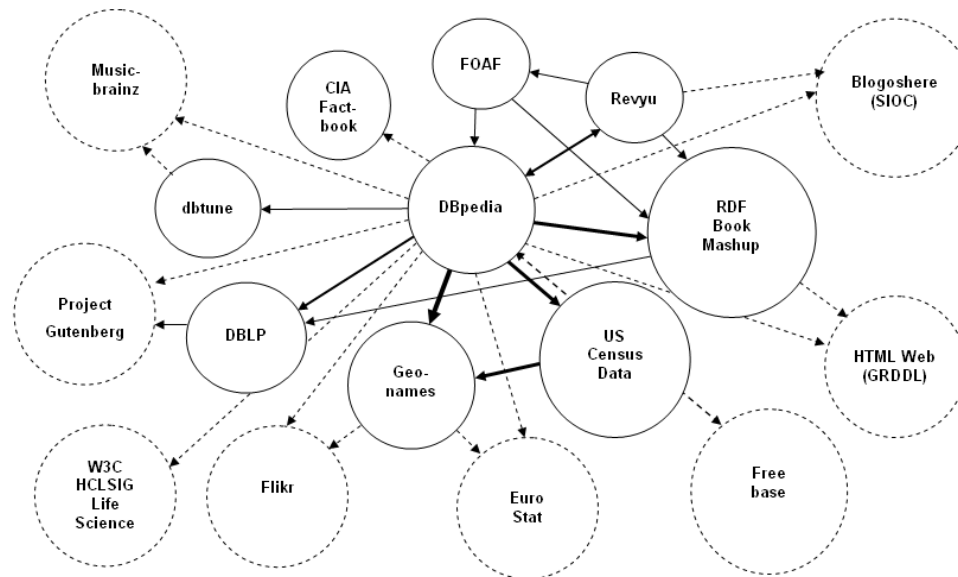 Music-
brainz
CIA
Fact-
book
FOAF
Revyu
Blogoshere
(SIOC)
dbtune
DBpedia
RDF
Book
Mashup
Project
Gutenberg
DBLP
Geo-
names
US
Census
Data
HTML Web
(GRDDL)
W3C
HCLSIG
Life
Science
Flikr
Euro
Stat
Free
base